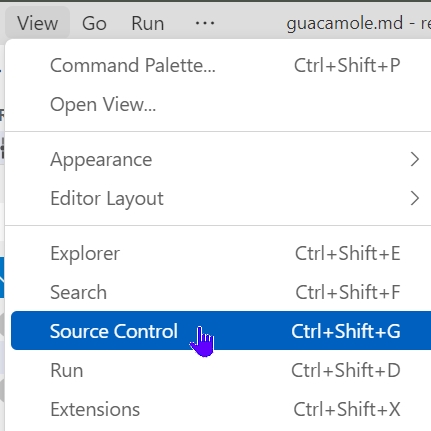 View Go Run ··· guacamole.md - re
Command Palette... Ctrl+Shift+P
Open View...
Appearance
Editor Layout
Explorer Ctrl+Shift+E
Search Ctrl+Shift+F
Source Control Ctrl+Shift+G
Run Ctrl+Shift+D
Extensions Ctrl+Shift+X